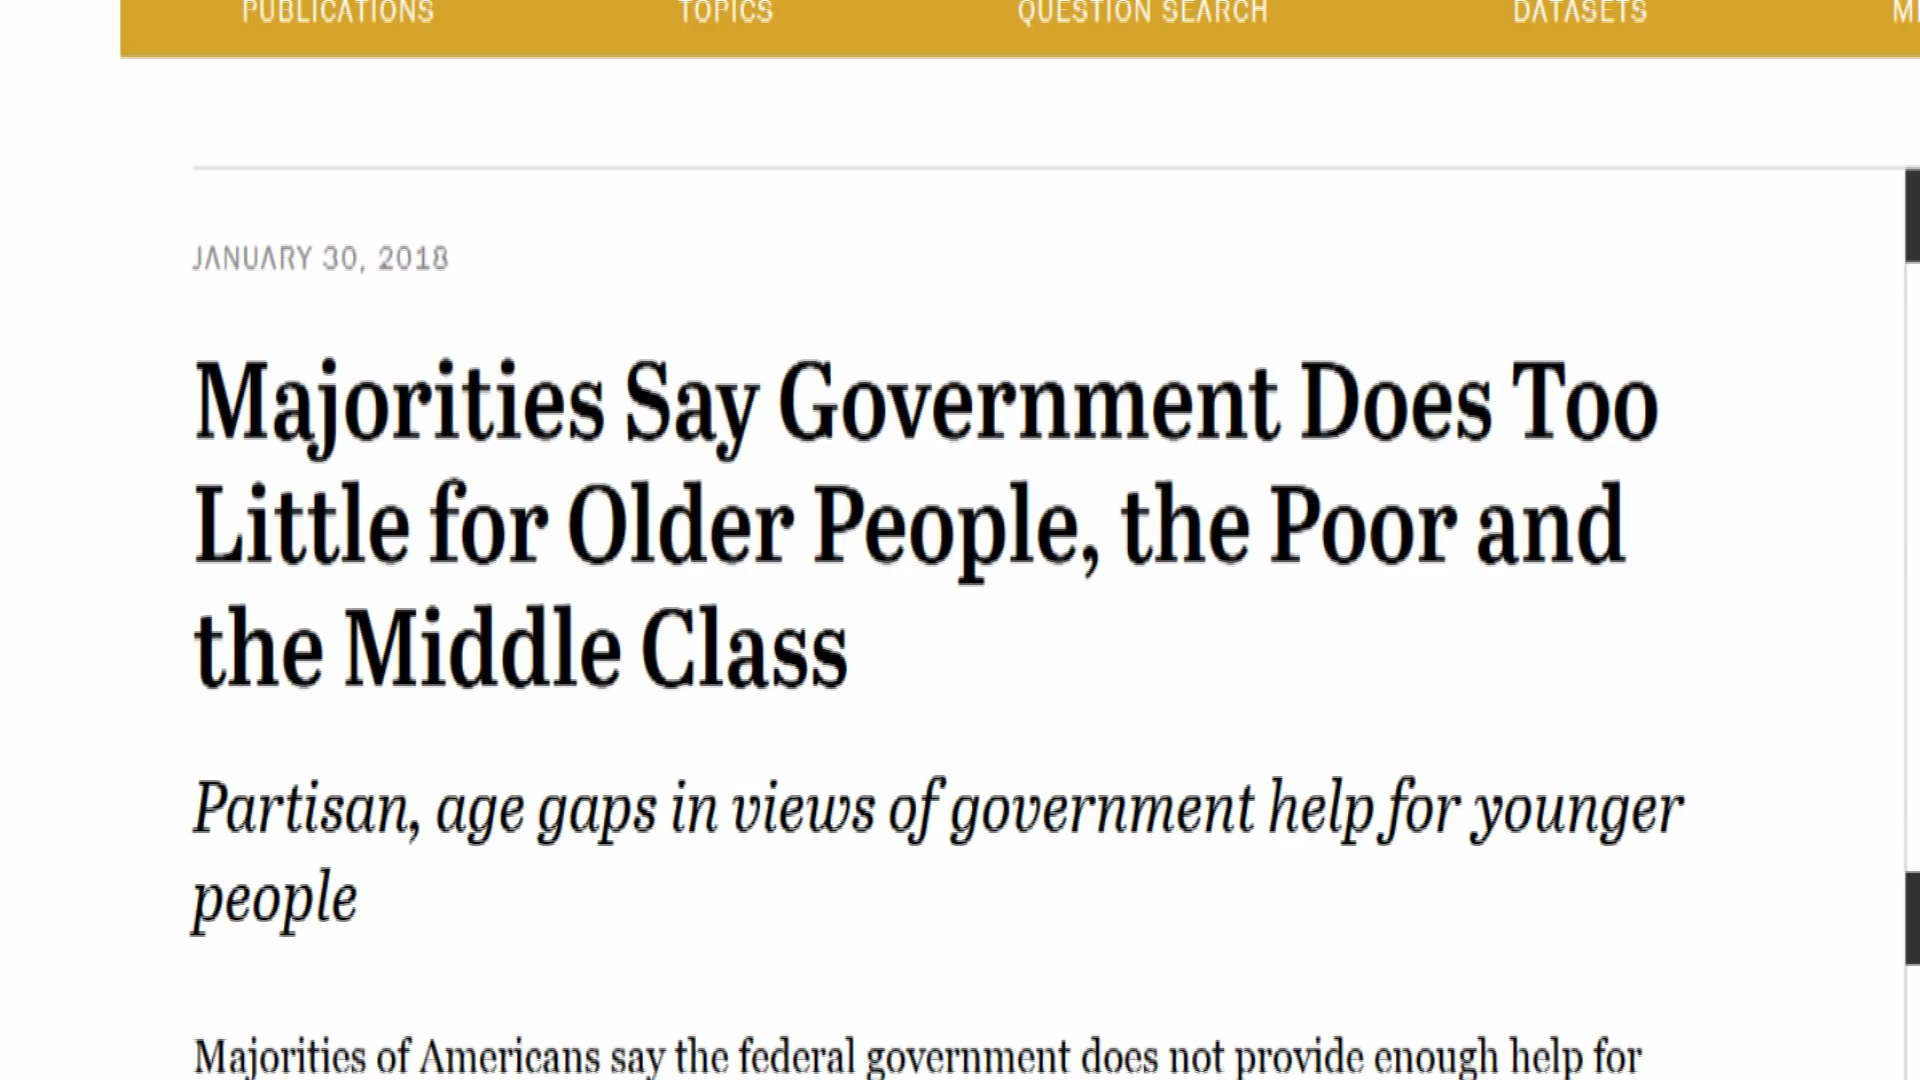 PUBLICATIONS TOPICS QUESTION SEARCH DATASETS
JANUARY 30, 2018
Majorities Say Government Does Too
Little for Older People, the Poor and
the Middle Class
Partisan, age gaps in views of government help for younger
people
Majorities of Americans say the federal government does not provide enough help for